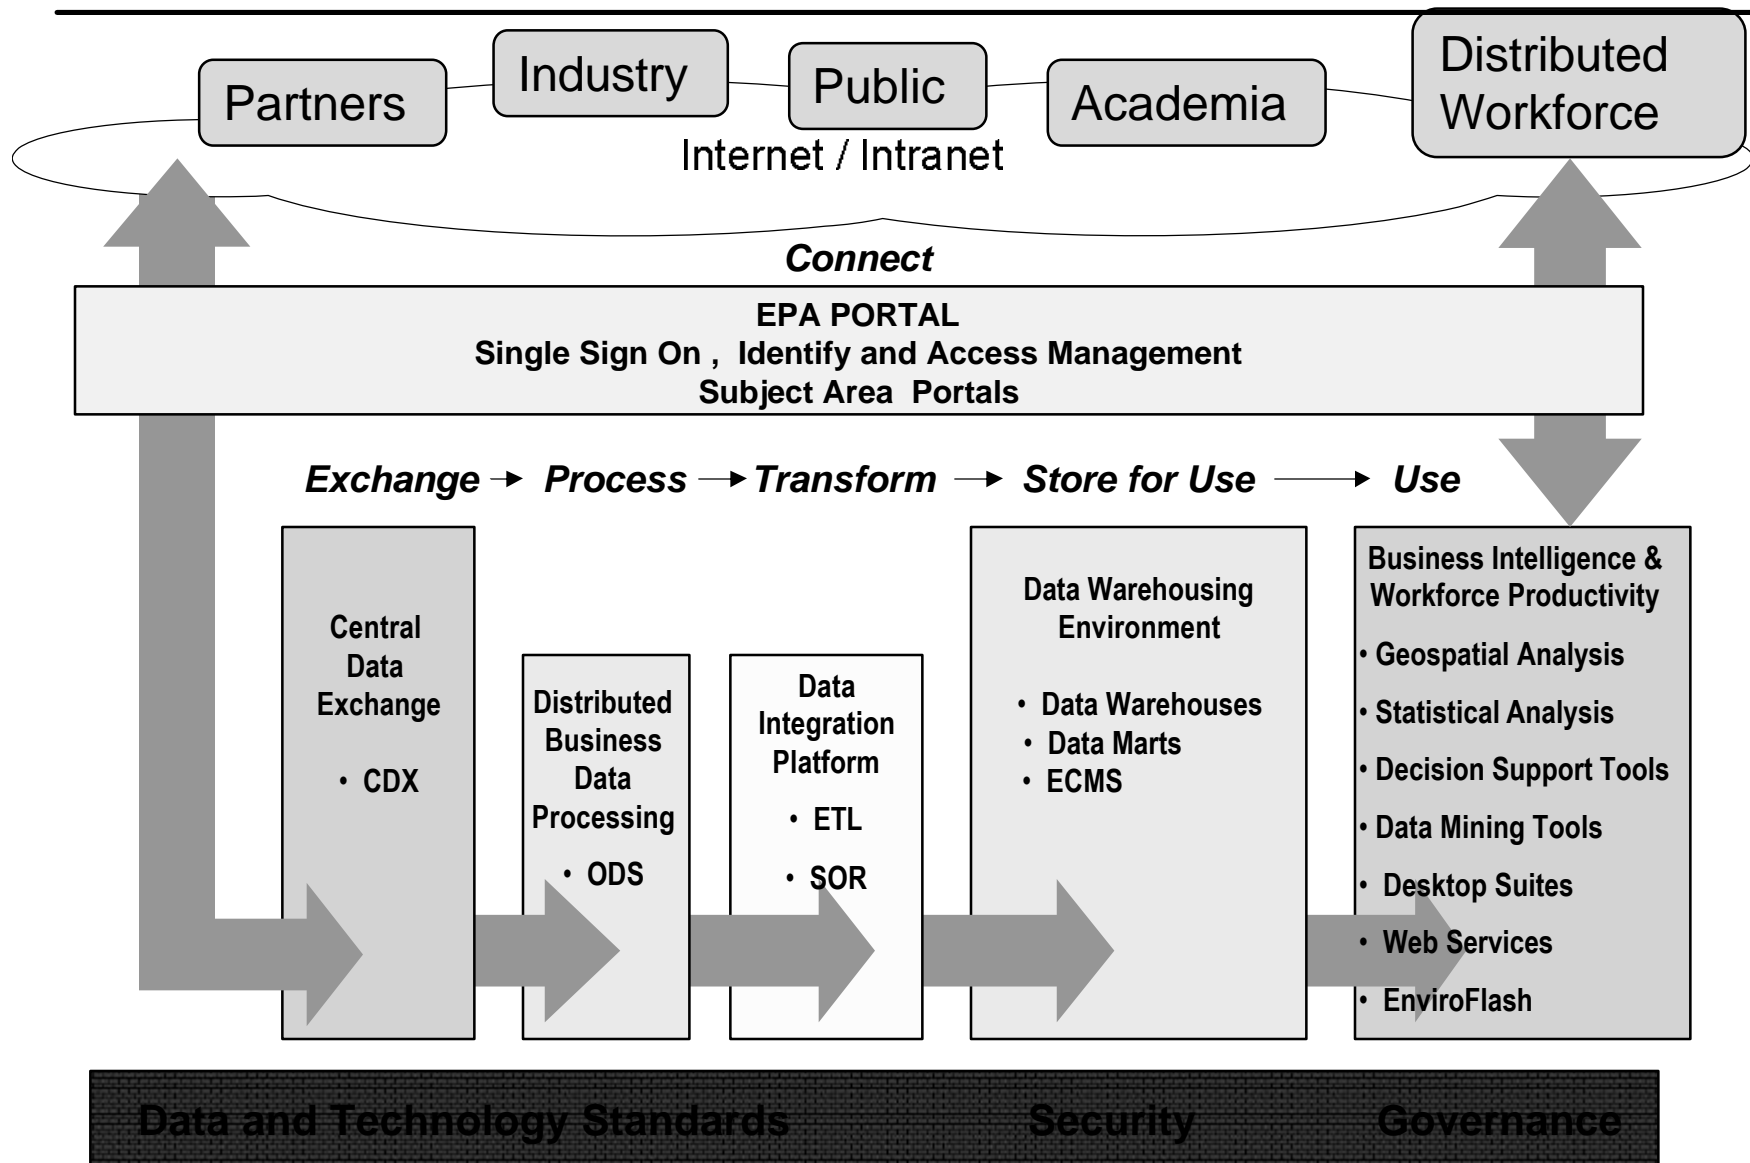 Partners
Industry
Public
Academia
Distributed
Workforce
Internet / Intranet
Connect
EPA PORTAL
Single Sign On , Identify and Access Management
Subject Area Portals
Exchange
Process
Transform
Store for Use
Use
Central
Data
Exchange
• CDX
Distributed
Business
Data
Processing
• ODS
Data
Integration
Platform
• ETL
• SOR
Data Warehousing
Environment
• Data Warehouses
• Data Marts
• ECMS
Business Intelligence &
Workforce Productivity
• Geospatial Analysis
• Statistical Analysis
• Decision Support Tools
• Data Mining Tools
• Desktop Suites
• Web Services
• EnviroFlash
Data and Technology Standards
Security
Governance